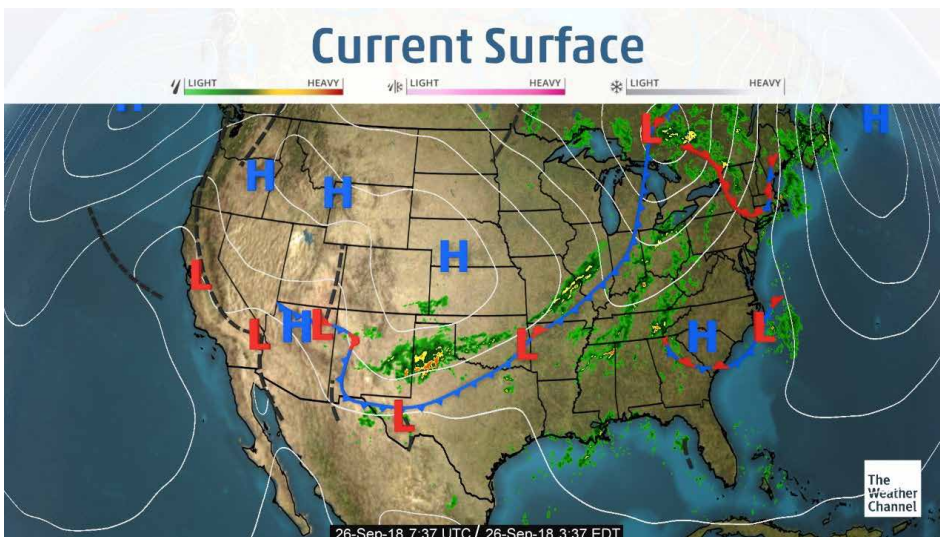 Current Surface
LIGHT HEAVY LIGHT HEAVY LIGHT HEAVY
H H
L
H H
H
L
L H L L H L
L
The
Weather
Channel
26-Sep-18 7:37 UTC / 26-Sep-18 3:37 EDT